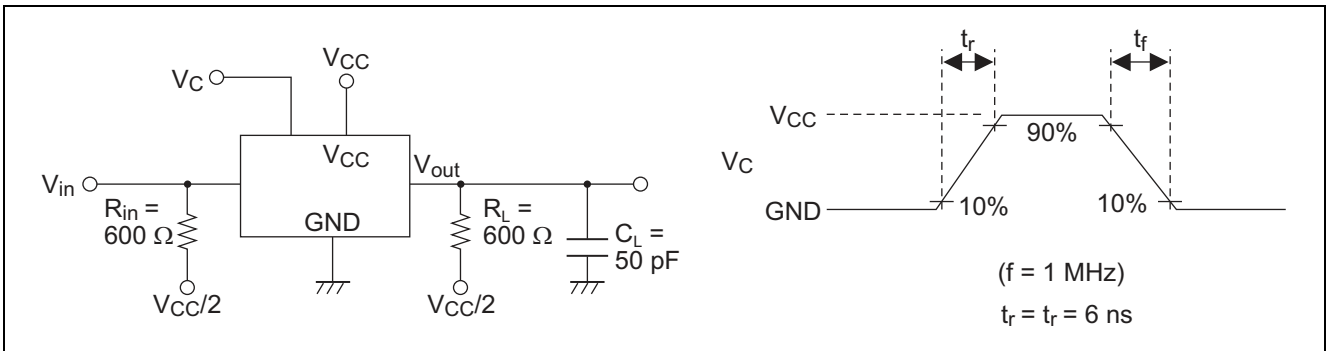 VC
VCC
VCC
Vin
Vout
Rin =
600 Ω
GND
RL =
600 Ω
CL =
50 pF
VCC/2
VCC/2
tr
tf
VCC
90%
VC
GND
10%
10%
(f = 1 MHz)
tr = tr = 6 ns